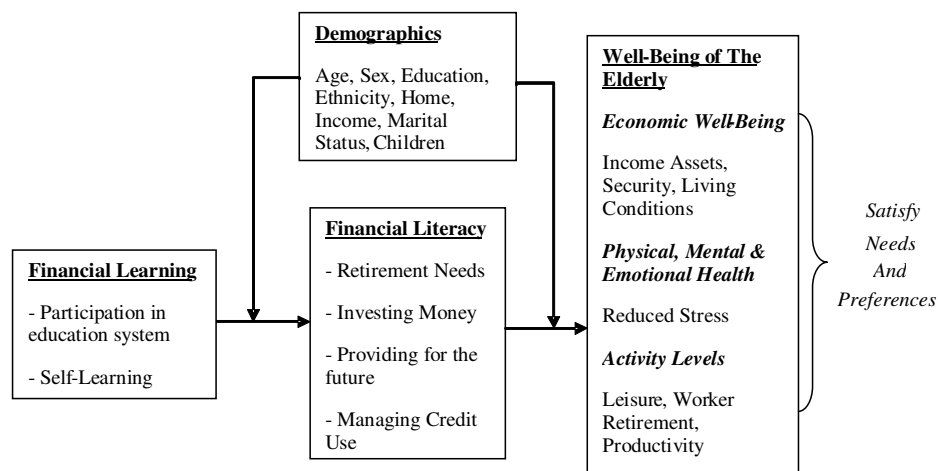 Demographics
Age, Sex, Education,
Ethnicity, Home,
Income, Marital
Status, Children
Financial Learning
- Participation in
education system
- Self-Learning
Financial Literacy
- Retirement Needs
- Investing Money
- Providing for the
future
- Managing Credit
Use
Well-Being of The
Elderly
Economic Well-Being
Income Assets,
Security, Living
Conditions
Physical, Mental &
Emotional Health
Reduced Stress
Activity Levels
Leisure, Worker
Retirement,
Productivity
Satisfy
Needs
And
Preferences